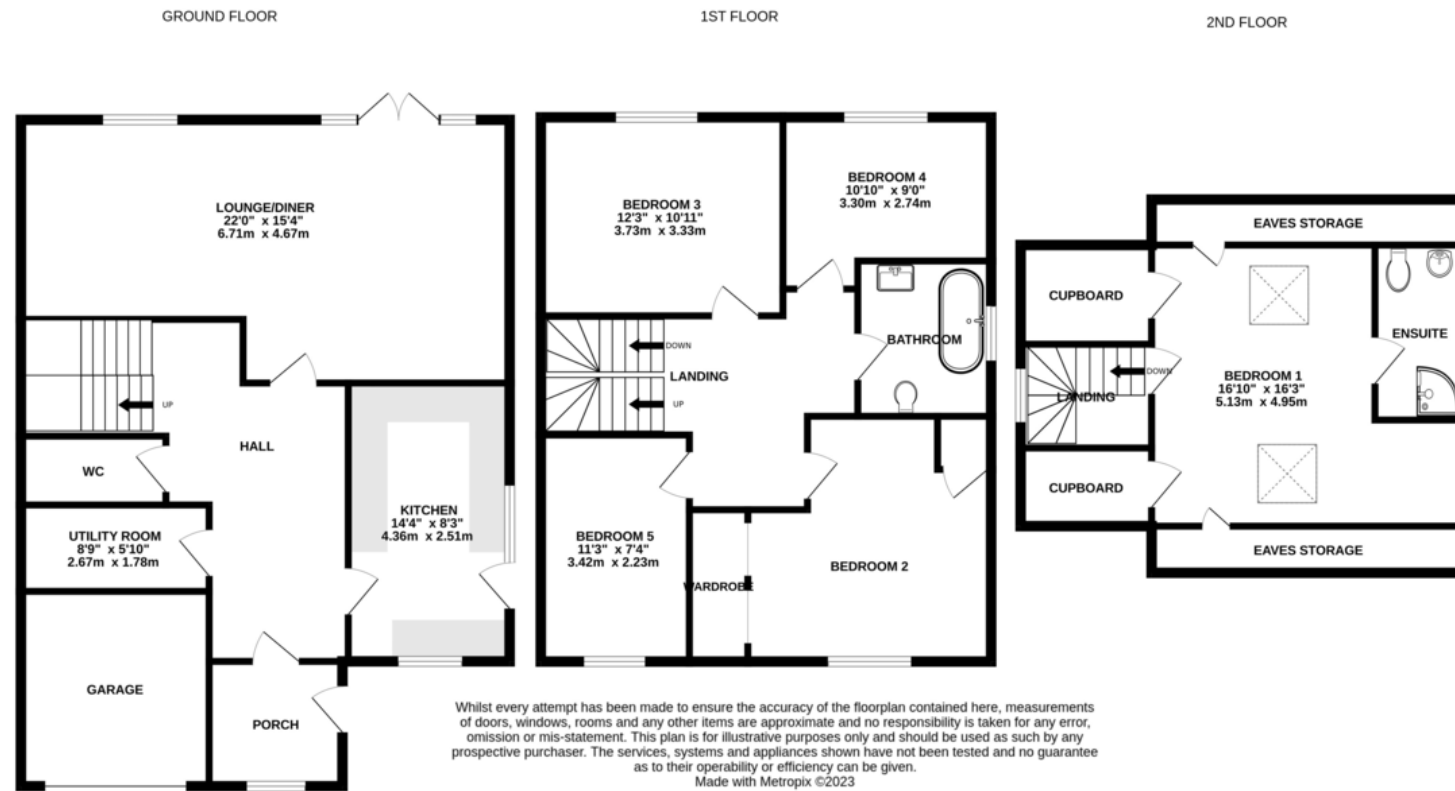 GROUND FLOOR
LOUNGE/DINER
22'0" x 15'4"
6.71m x 4.67m
UP
HALL
WC
UTILITY ROOM
8'9" x 5'10"
2.67m x 1.78m
KITCHEN
14'4" x 8'3"
4.36m x 2.51m
GARAGE
PORCH
1ST FLOOR
BEDROOM 3
12'3" x 10'11"
3.73m x 3.33m
BEDROOM 4
10'10" x 9'0"
3.30m x 2.74m
BATHROOM
DOWN
LANDING
UP
BEDROOM 5
11'3" x 7'4"
3.42m x 2.23m
WARDROBE
BEDROOM 2
2ND FLOOR
EAVES STORAGE
CUPBOARD
ENSUITE
DOWN
LANDING
BEDROOM 1
16'10" x 16'3"
5.13m x 4.95m
CUPBOARD
EAVES STORAGE
Whilst every attempt has been made to ensure the accuracy of the floorplan contained here, measurements
of doors, windows, rooms and any other items are approximate and no responsibility is taken for any error,
omission or mis-statement. This plan is for illustrative purposes only and should be used as such by any
prospective purchaser. The services, systems and appliances shown have not been tested and no guarantee
as to their operability or efficiency can be given.
Made with Metropix ©2023